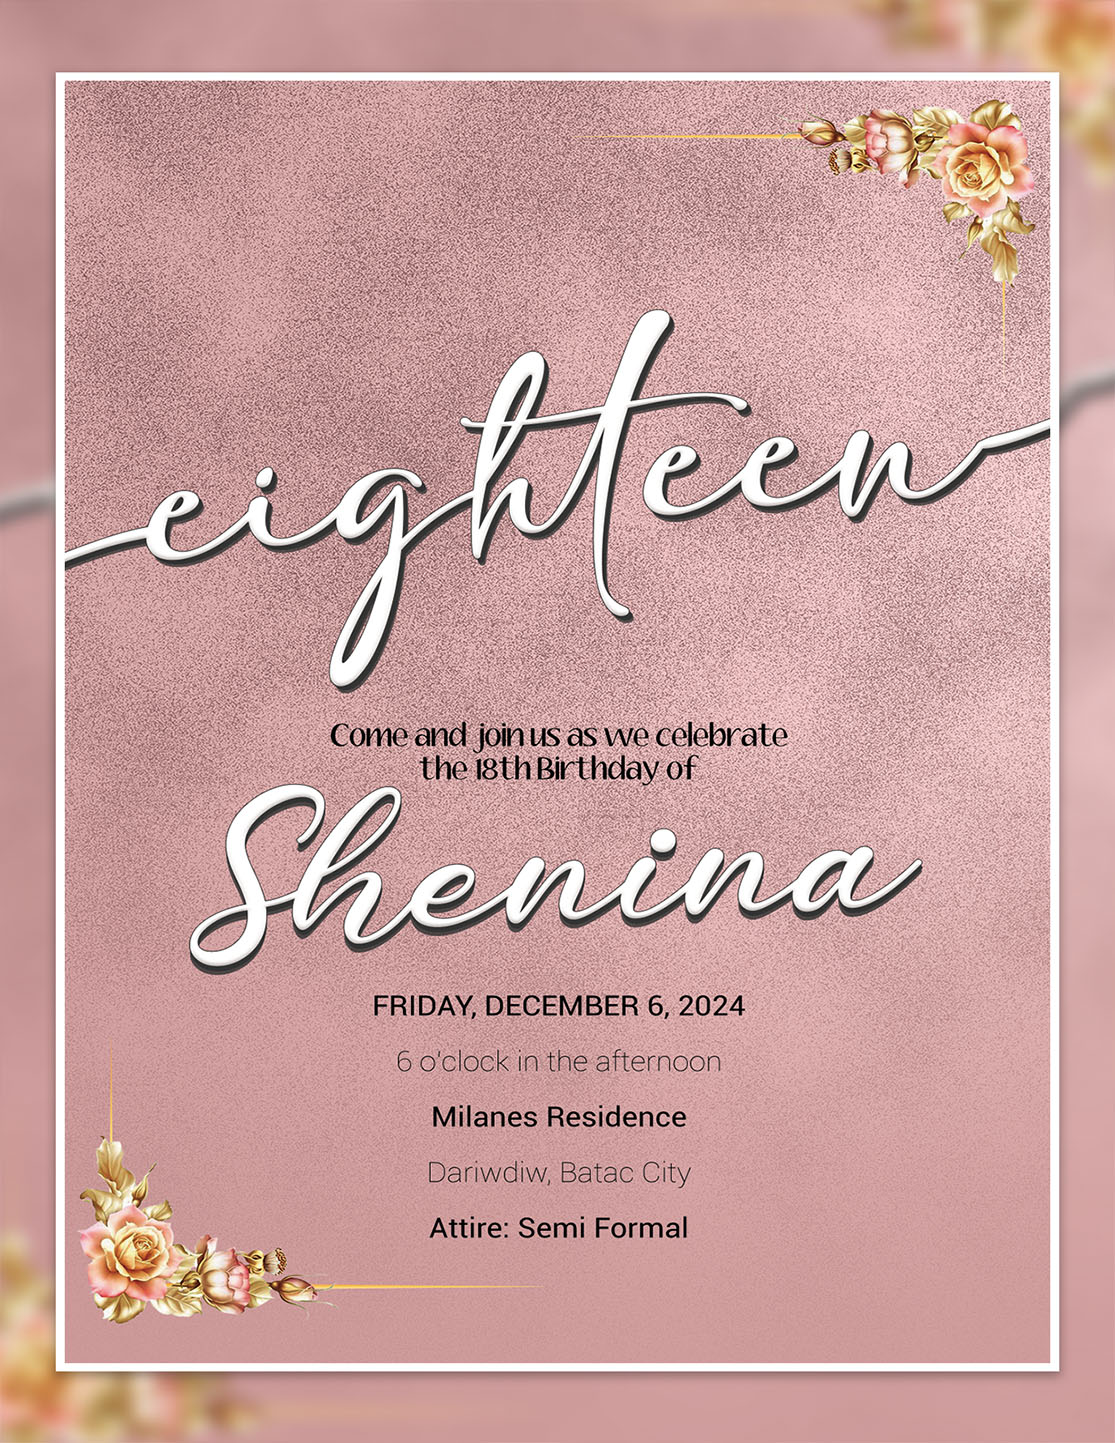 eighteen
Come and join us as we celebrate
the 18th Birthday of
Shenina
FRIDAY, DECEMBER 6, 2024
6 o'clock in the afternoon
Milanes Residence
Dariwdiw, Batac City
Attire: Semi Formal